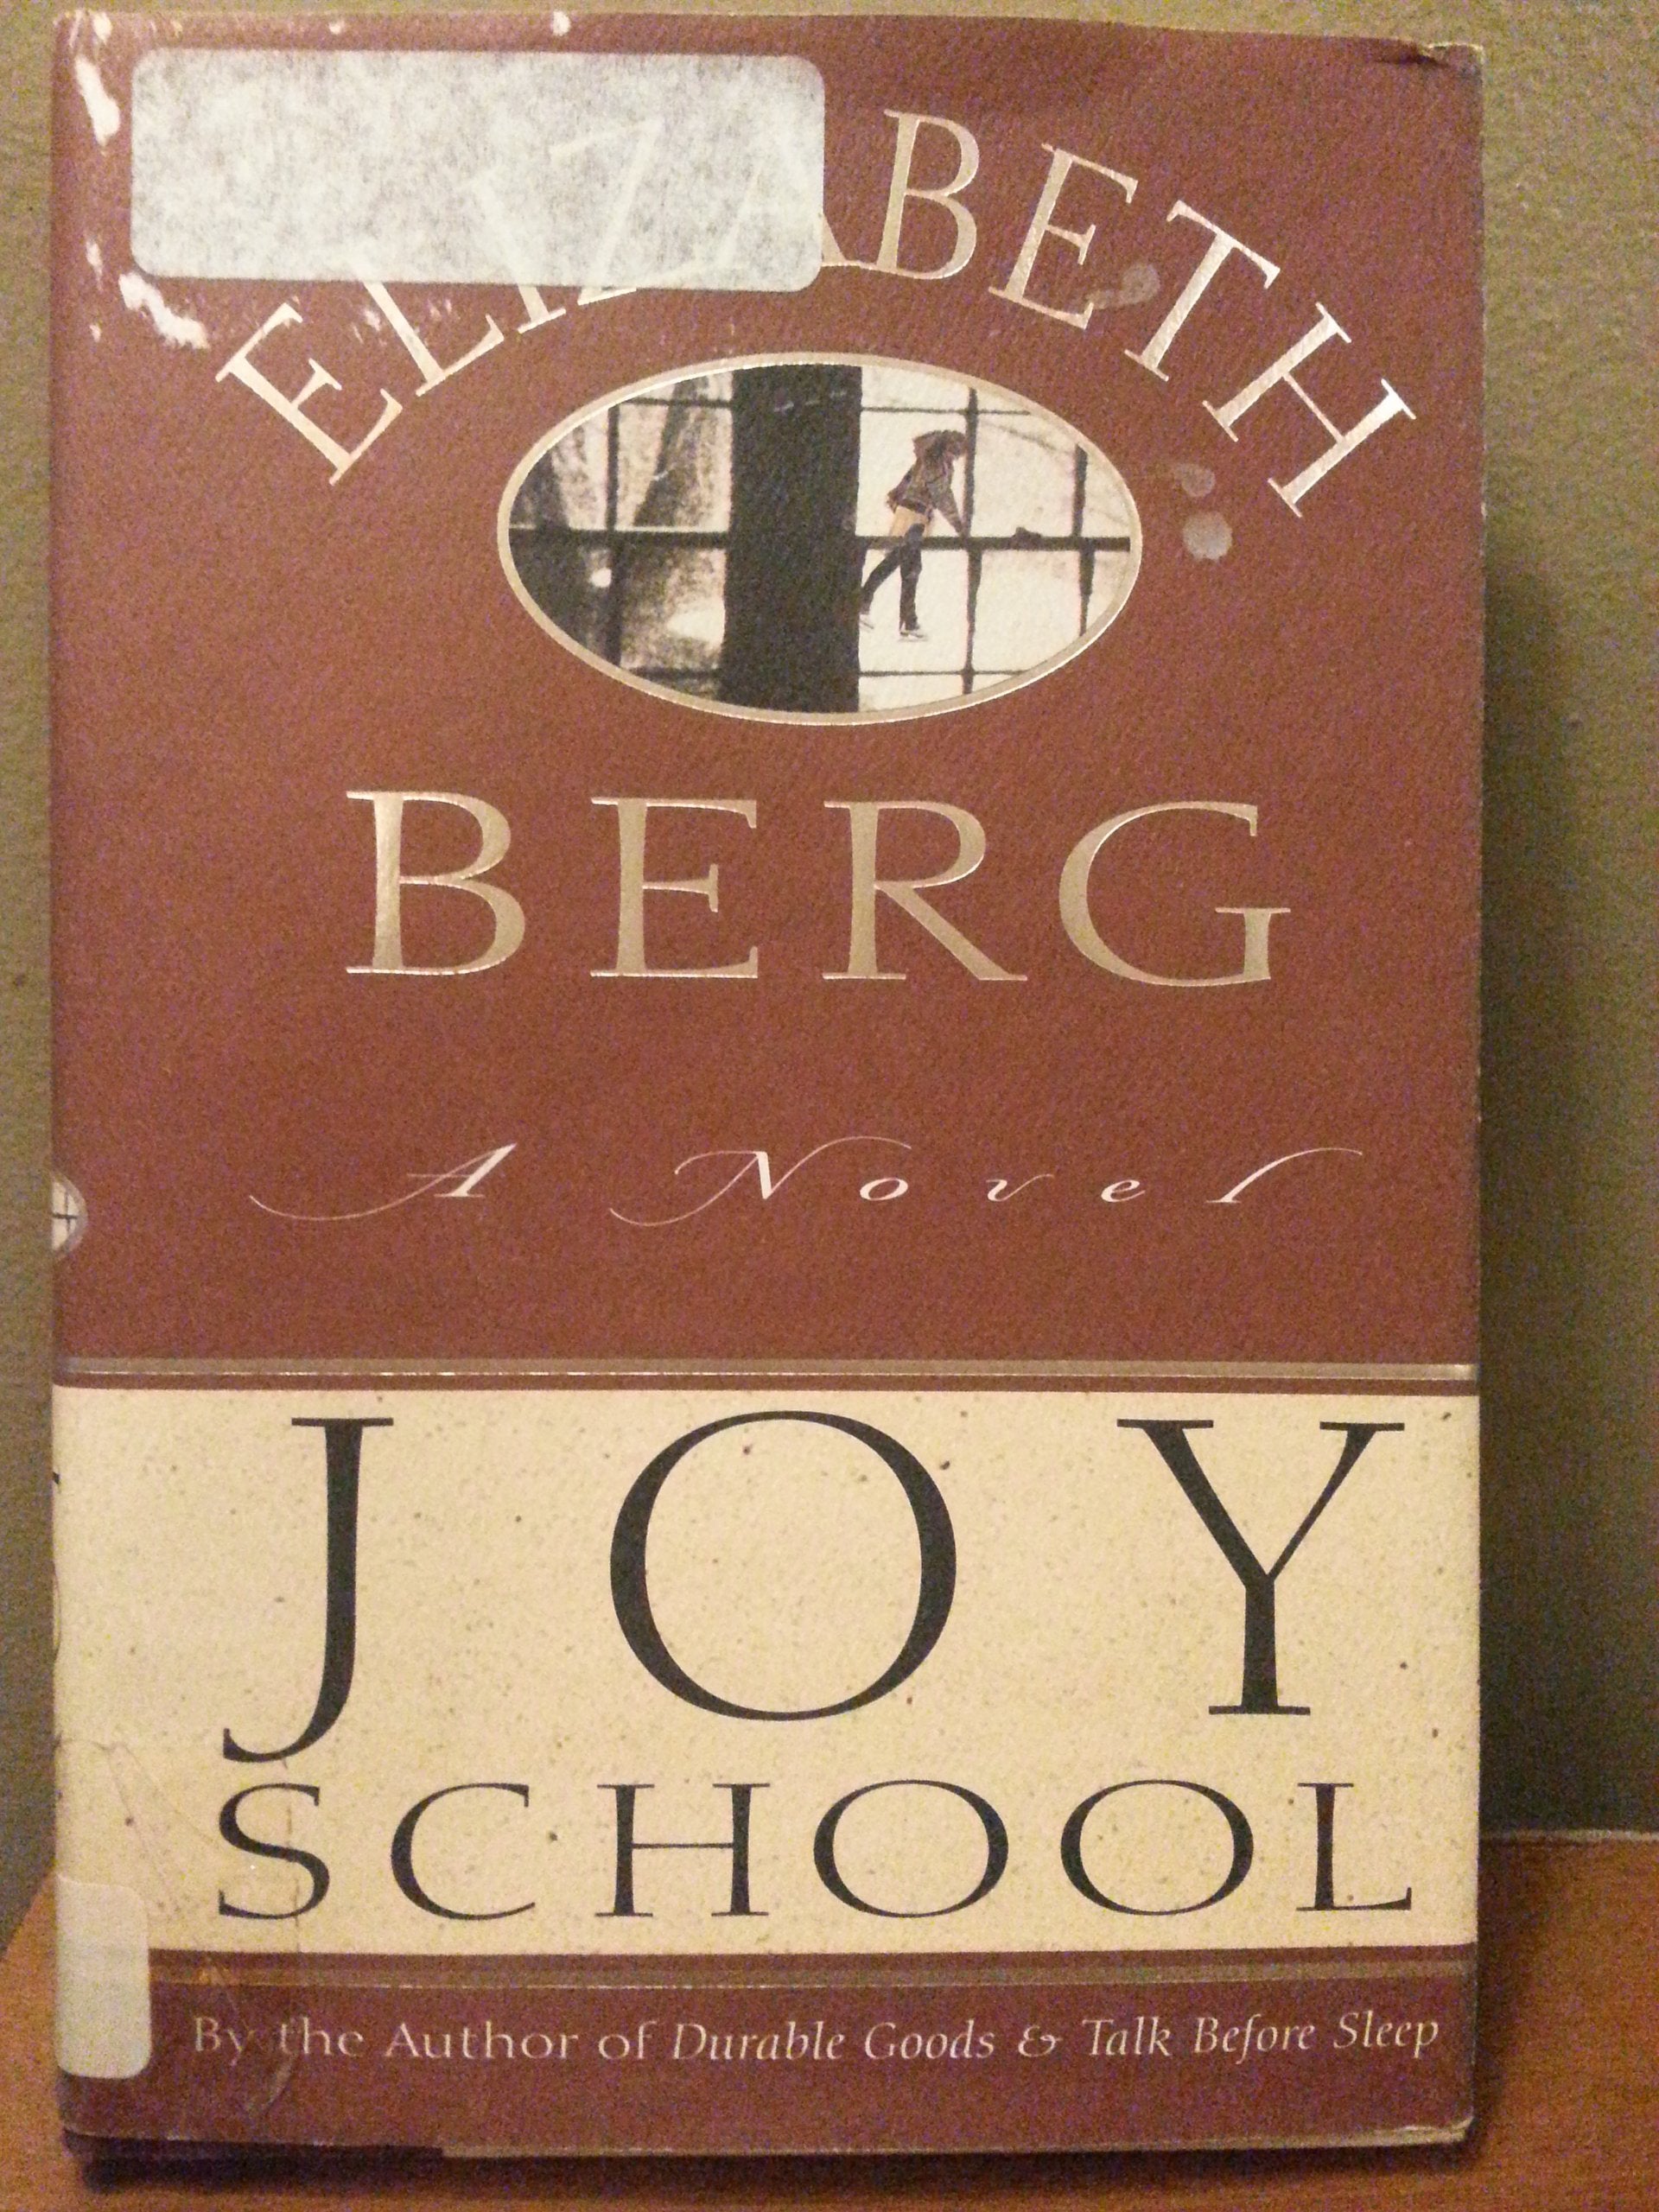 ELIZABETH
BERG
A Novel
JOY
SCHOOL
By the Author of Durable Goods & Talk Before Sleep